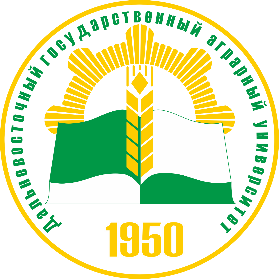 Дальневосточный государственный аграрный университет
1950